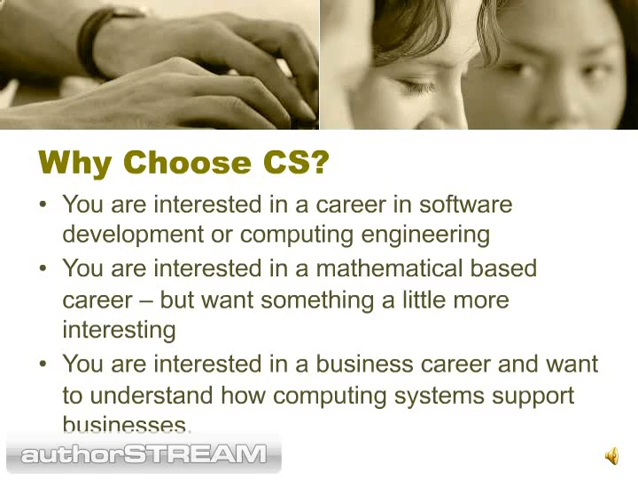 Why Choose CS?
• You are interested in a career in software
development or computing engineering
• You are interested in a mathematical based
career – but want something a little more
interesting
• You are interested in a business career and want
to understand how computing systems support
businesses.
authorSTREAM